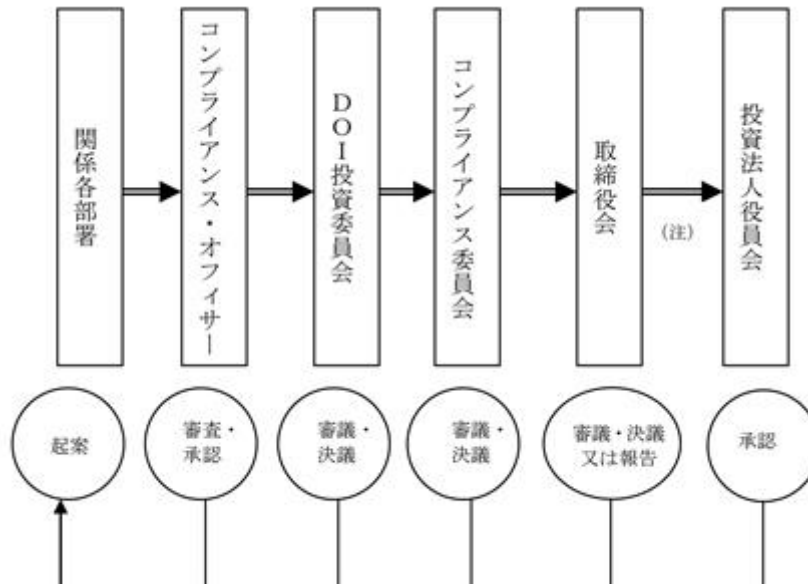 関係各部署
コンプライアンス・オフィサー
DOI投資委員会
コンプライアンス委員会
取締役会
(注)
投資法人役員会
起案
審査・
承認
審議・
決議
審議・
決議
審議・決議
又は報告
承認